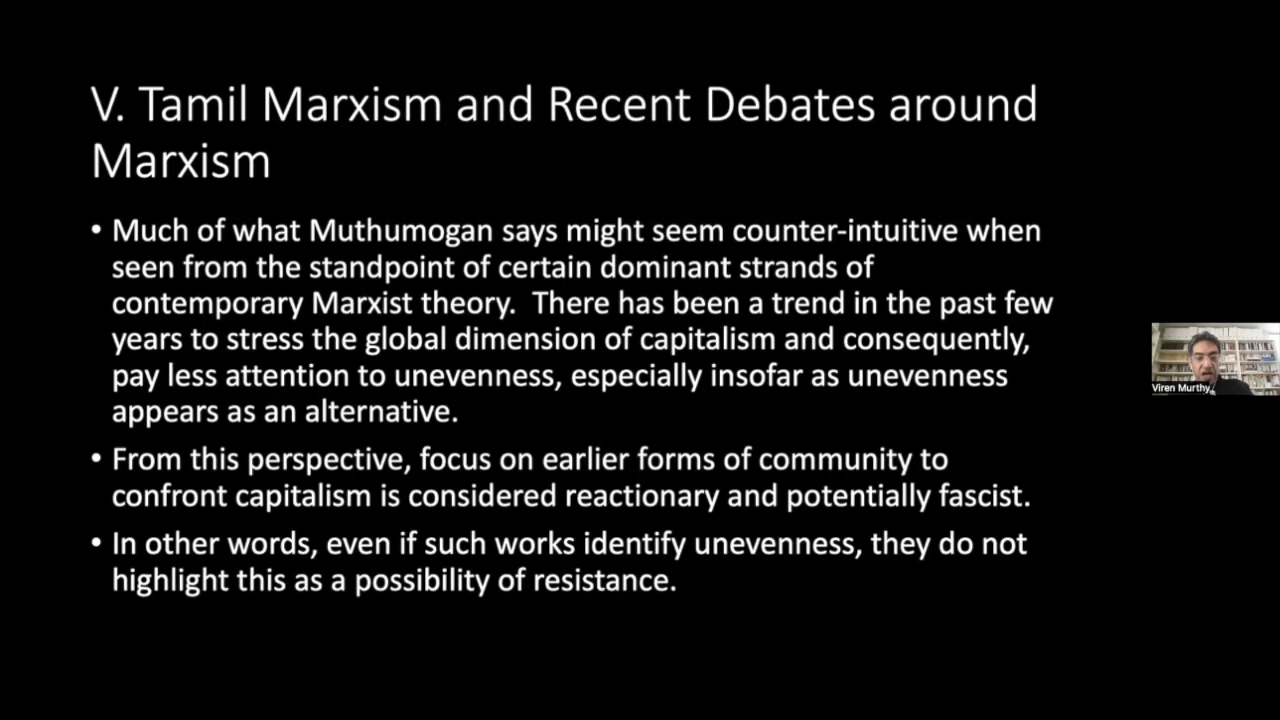 V. Tamil Marxism and Recent Debates around
Marxism
• Much of what Muthumogan says might seem counter-intuitive when
seen from the standpoint of certain dominant strands of
contemporary Marxist theory.  There has been a trend in the past few
years to stress the global dimension of capitalism and consequently,
pay less attention to unevenness, especially insofar as unevenness
appears as an alternative.
• From this perspective, focus on earlier forms of community to
confront capitalism is considered reactionary and potentially fascist.
• In other words, even if such works identify unevenness, they do not
highlight this as a possibility of resistance.
Viren Murthy